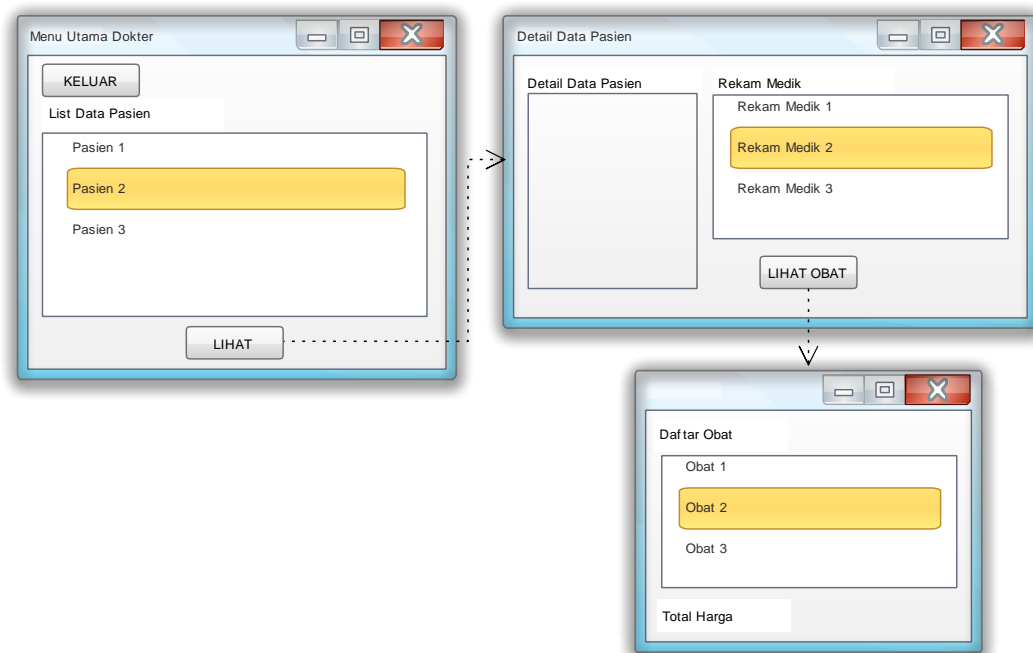 Menu Utama Dokter
KELUAR
List Data Pasien
Pasien 1
Pasien 2
Pasien 3
LIHAT
Detail Data Pasien
Detail Data Pasien
Rekam Medik
Rekam Medik 1
Rekam Medik 2
Rekam Medik 3
LIHAT OBAT
Daftar Obat
Obat 1
Obat 2
Obat 3
Total Harga